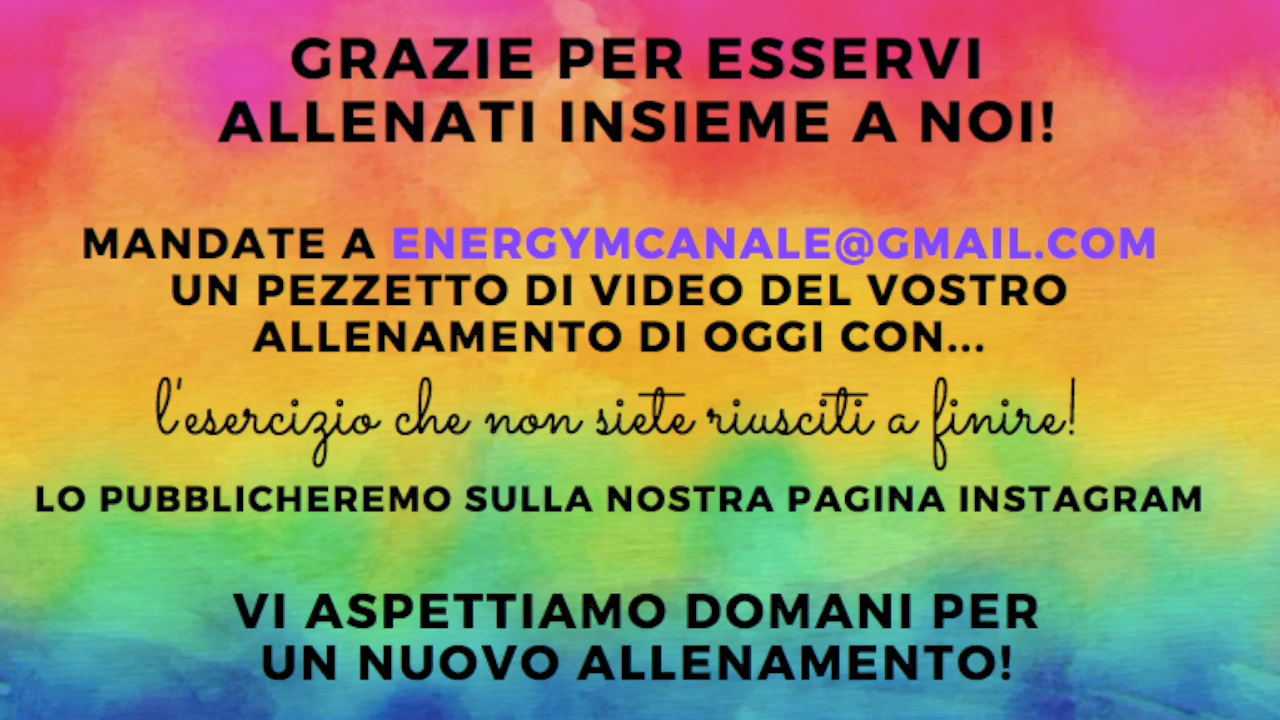 GRAZIE PER ESSERVI
ALLENATI INSIEME A NOI!
MANDATE A ENERGYMCANALE@GMAIL.COM
UN PEZZETTO DI VIDEO DEL VOSTRO
ALLENAMENTO DI OGGI CON...
l'esercizio che non siete riusciti a finire!
LO PUBBLICHEREMO SULLA NOSTRA PAGINA INSTAGRAM
VI ASPETTIAMO DOMANI PER
UN NUOVO ALLENAMENTO!